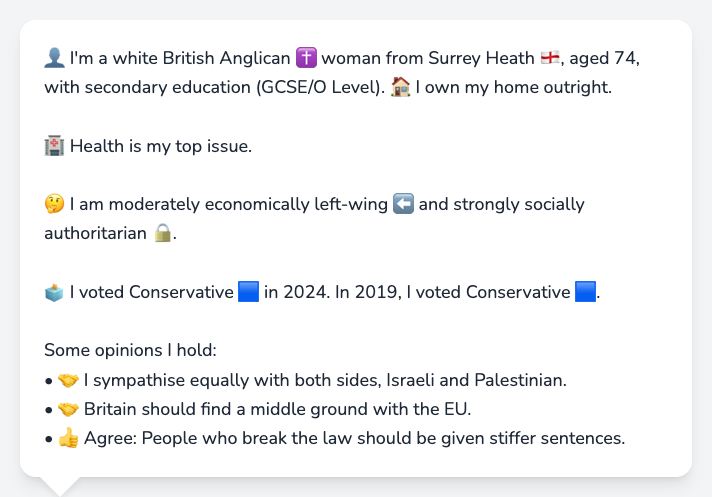 👤 I'm a white British Anglican ✝️ woman from Surrey Heath 🏴󠁧󠁢󠁥󠁮󠁧󠁿, aged 74,
with secondary education (GCSE/O Level). 🏠 I own my home outright.
🏥 Health is my top issue.
🤔 I am moderately economically left-wing ⬅️ and strongly socially
authoritarian 🔒.
🗳️ I voted Conservative 🟦 in 2024. In 2019, I voted Conservative 🟦.
Some opinions I hold:
• 🤝 I sympathise equally with both sides, Israeli and Palestinian.
• 🤝 Britain should find a middle ground with the EU.
• 👍 Agree: People who break the law should be given stiffer sentences.